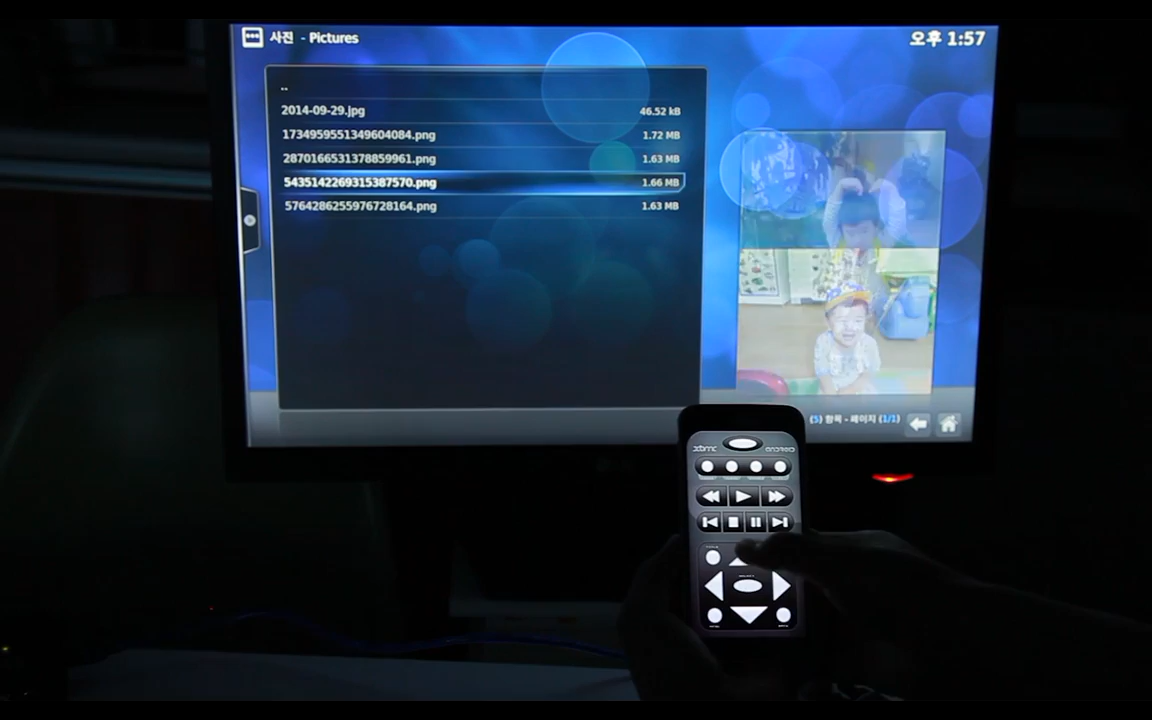 사진 - Pictures
오후 1:57
..
2014-09-29.jpg 46.52 kB
1734959551349604084.png 1.72 MB
2870166531378859961.png 1.63 MB
5435142269315387570.png 1.66 MB
5764286255976728164.png 1.63 MB
(5) 항목 - 페이지 (1/1)
xbmc ANDROID